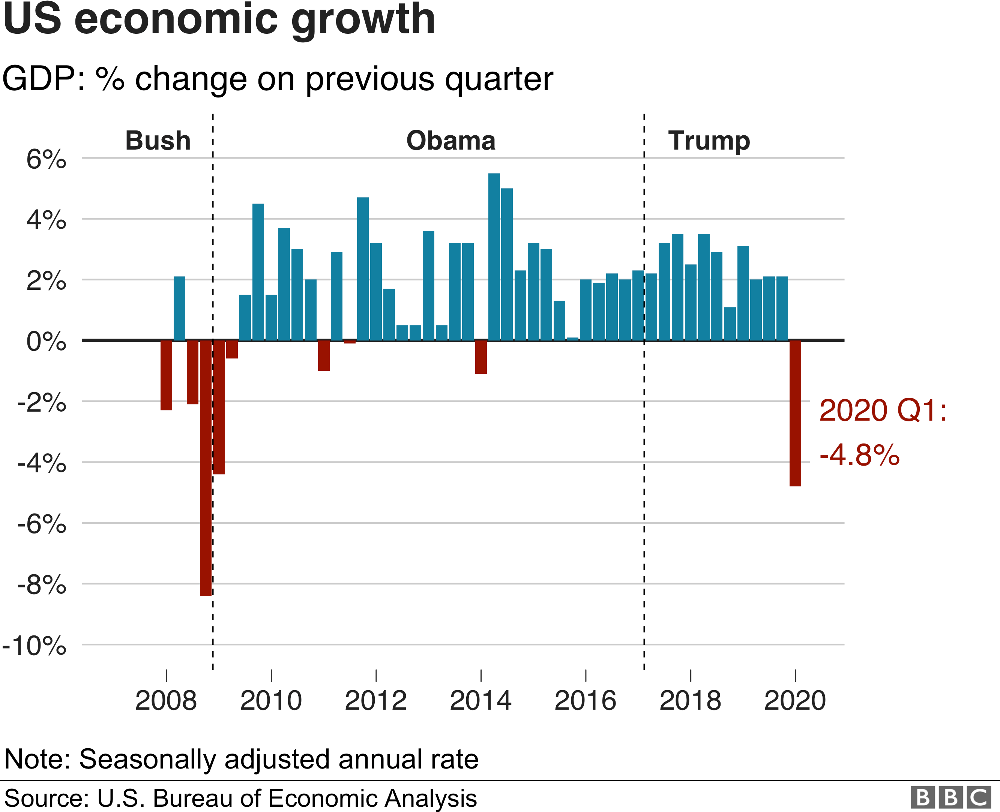 US economic growth
GDP: % change on previous quarter
Bush Obama Trump
6%
4%
2%
0%
-2%
2020 Q1:
-4.8%
-4%
-6%
-8%
-10%
2008 2010 2012 2014 2016 2018 2020
Note: Seasonally adjusted annual rate
Source: U.S. Bureau of Economic Analysis
BBC